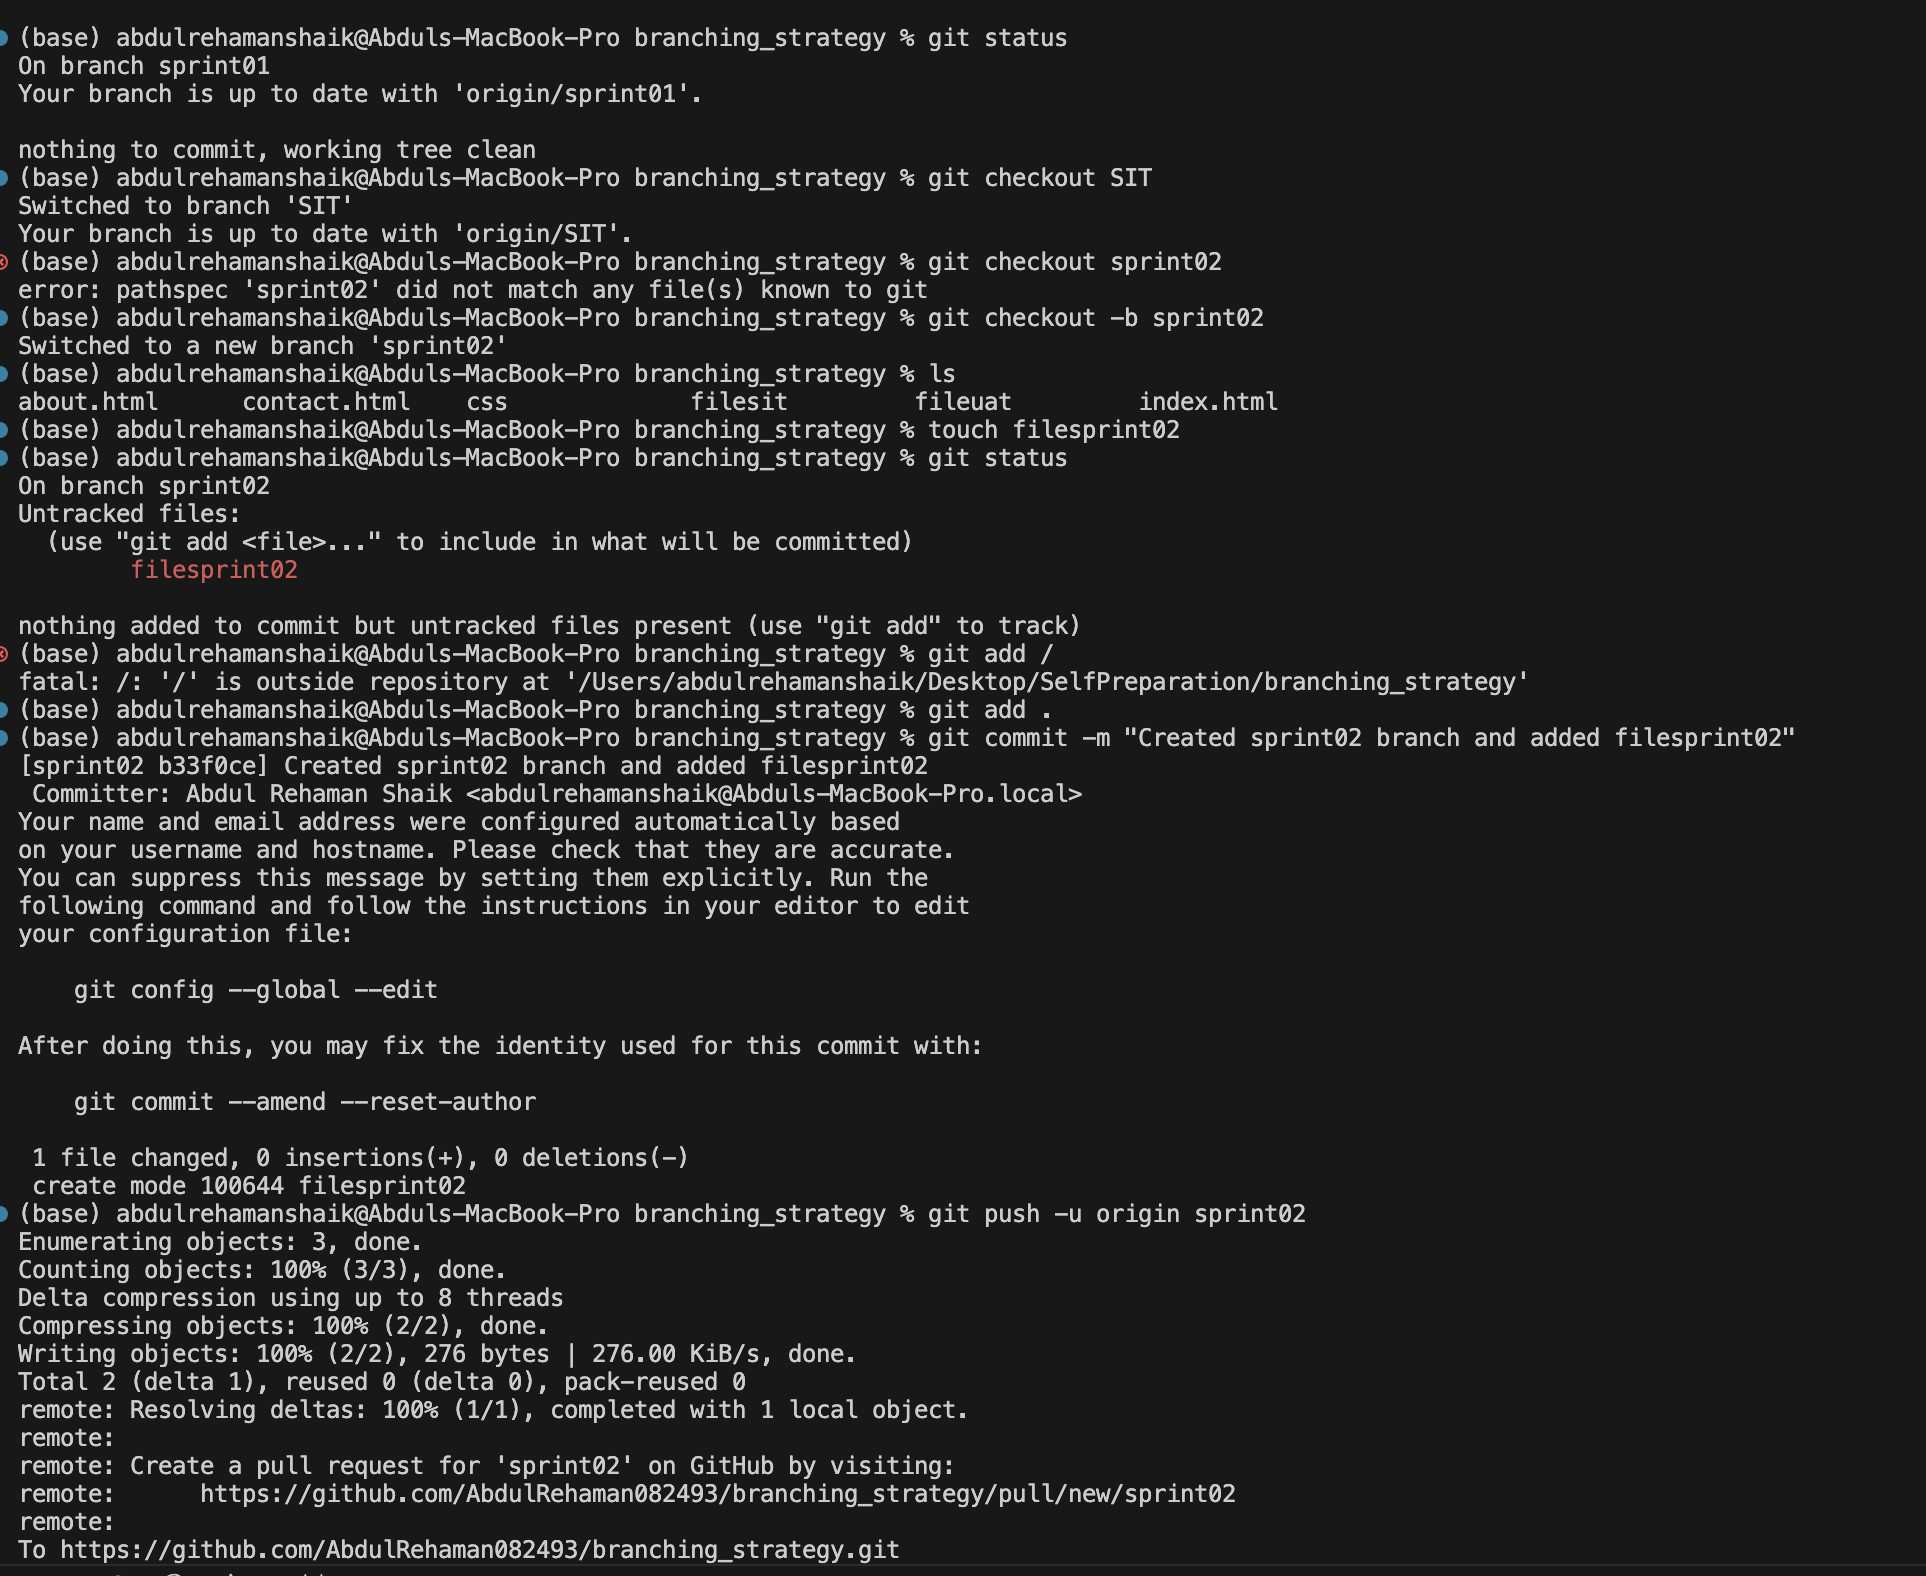 (base) abdulrehamanshaik@Abduls-MacBook-Pro branching_strategy % git status
On branch sprint01
Your branch is up to date with 'origin/sprint01'.
nothing to commit, working tree clean
(base) abdulrehamanshaik@Abduls-MacBook-Pro branching_strategy % git checkout SIT
Switched to branch 'SIT'
Your branch is up to date with 'origin/SIT'.
(base) abdulrehamanshaik@Abduls-MacBook-Pro branching_strategy % git checkout sprint02
error: pathspec 'sprint02' did not match any file(s) known to git
(base) abdulrehamanshaik@Abduls-MacBook-Pro branching_strategy % git checkout -b sprint02
Switched to a new branch 'sprint02'
(base) abdulrehamanshaik@Abduls-MacBook-Pro branching_strategy % ls
about.html      contact.html    css             filesit         fileuat         index.html
(base) abdulrehamanshaik@Abduls-MacBook-Pro branching_strategy % touch filesprint02
(base) abdulrehamanshaik@Abduls-MacBook-Pro branching_strategy % git status
On branch sprint02
Untracked files:
  (use "git add <file>..." to include in what will be committed)
        filesprint02
nothing added to commit but untracked files present (use "git add" to track)
(base) abdulrehamanshaik@Abduls-MacBook-Pro branching_strategy % git add /
fatal: /: '/' is outside repository at '/Users/abdulrehamanshaik/Desktop/SelfPreparation/branching_strategy'
(base) abdulrehamanshaik@Abduls-MacBook-Pro branching_strategy % git add .
(base) abdulrehamanshaik@Abduls-MacBook-Pro branching_strategy % git commit -m "Created sprint02 branch and added filesprint02"
[sprint02 b33f0ce] Created sprint02 branch and added filesprint02
 Committer: Abdul Rehaman Shaik <abdulrehamanshaik@Abduls-MacBook-Pro.local>
Your name and email address were configured automatically based
on your username and hostname. Please check that they are accurate.
You can suppress this message by setting them explicitly. Run the
following command and follow the instructions in your editor to edit
your configuration file:
    git config --global --edit
After doing this, you may fix the identity used for this commit with:
    git commit --amend --reset-author
 1 file changed, 0 insertions(+), 0 deletions(-)
 create mode 100644 filesprint02
(base) abdulrehamanshaik@Abduls-MacBook-Pro branching_strategy % git push -u origin sprint02
Enumerating objects: 3, done.
Counting objects: 100% (3/3), done.
Delta compression using up to 8 threads
Compressing objects: 100% (2/2), done.
Writing objects: 100% (2/2), 276 bytes | 276.00 KiB/s, done.
Total 2 (delta 1), reused 0 (delta 0), pack-reused 0
remote: Resolving deltas: 100% (1/1), completed with 1 local object.
remote:
remote: Create a pull request for 'sprint02' on GitHub by visiting:
remote:      https://github.com/AbdulRehaman082493/branching_strategy/pull/new/sprint02
remote:
To https://github.com/AbdulRehaman082493/branching_strategy.git